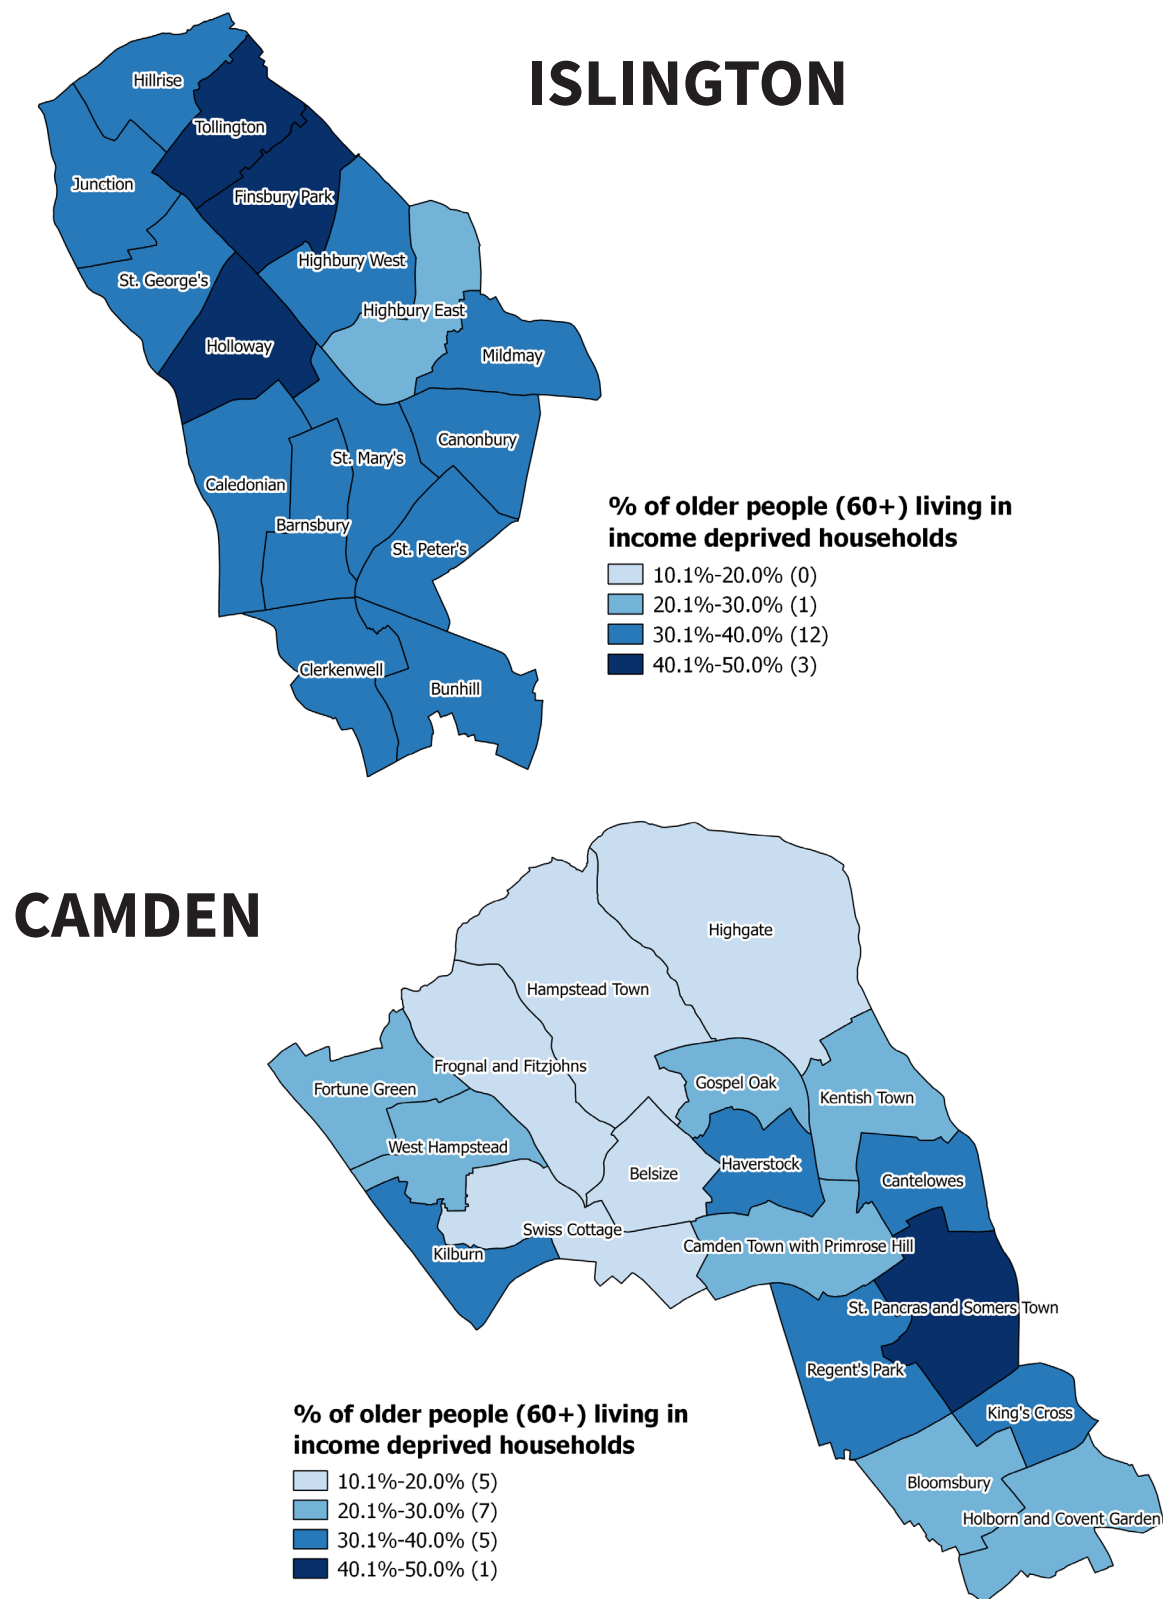 ISLINGTON
Hillrise
Tollington
Junction
Finsbury Park
Highbury West
St. George's
Highbury East
Holloway
Mildmay
Canonbury
St. Mary's
Caledonian
Barnsbury
St. Peter's
Clerkenwell
Bunhill
% of older people (60+) living in
income deprived households
10.1%-20.0% (0)
20.1%-30.0% (1)
30.1%-40.0% (12)
40.1%-50.0% (3)
CAMDEN
Highgate
Hampstead Town
Frognal and Fitzjohns
Gospel Oak
Fortune Green
Kentish Town
West Hampstead
Haverstock
Belsize
Cantelowes
Swiss Cottage
Camden Town with Primrose Hill
Kilburn
St. Pancras and Somers Town
Regent's Park
King's Cross
Bloomsbury
Holborn and Covent Garden
% of older people (60+) living in
income deprived households
10.1%-20.0% (5)
20.1%-30.0% (7)
30.1%-40.0% (5)
40.1%-50.0% (1)